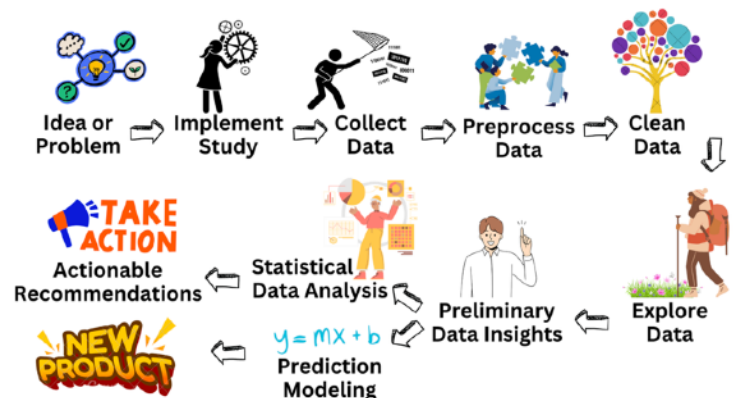 Idea or
Problem
Implement
Study
Collect
Data
Preprocess
Data
Clean
Data
TAKE
ACTION
Actionable
Recommendations
Statistical
Data Analysis
Preliminary
Data Insights
Explore
Data
NEW
PRODUCT
y = mx + b
Prediction
Modeling